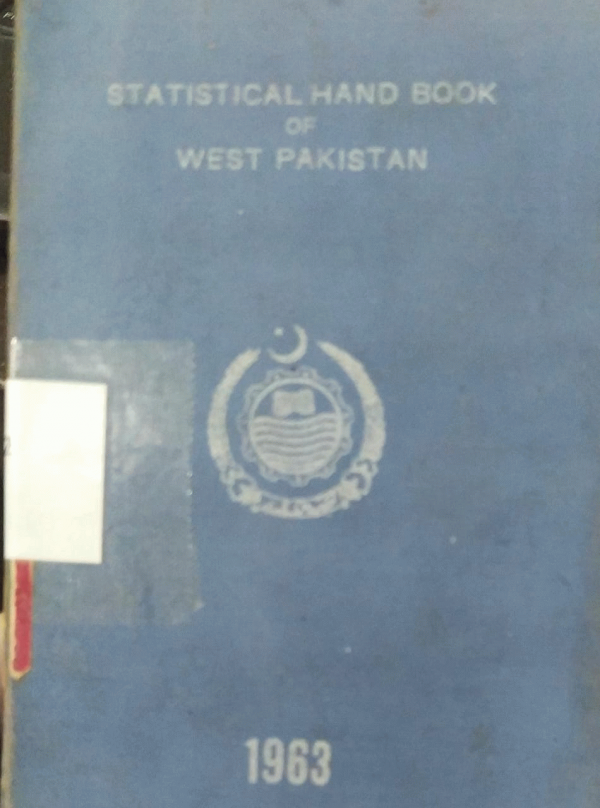 STATISTICAL HAND BOOK
OF
WEST PAKISTAN
1963